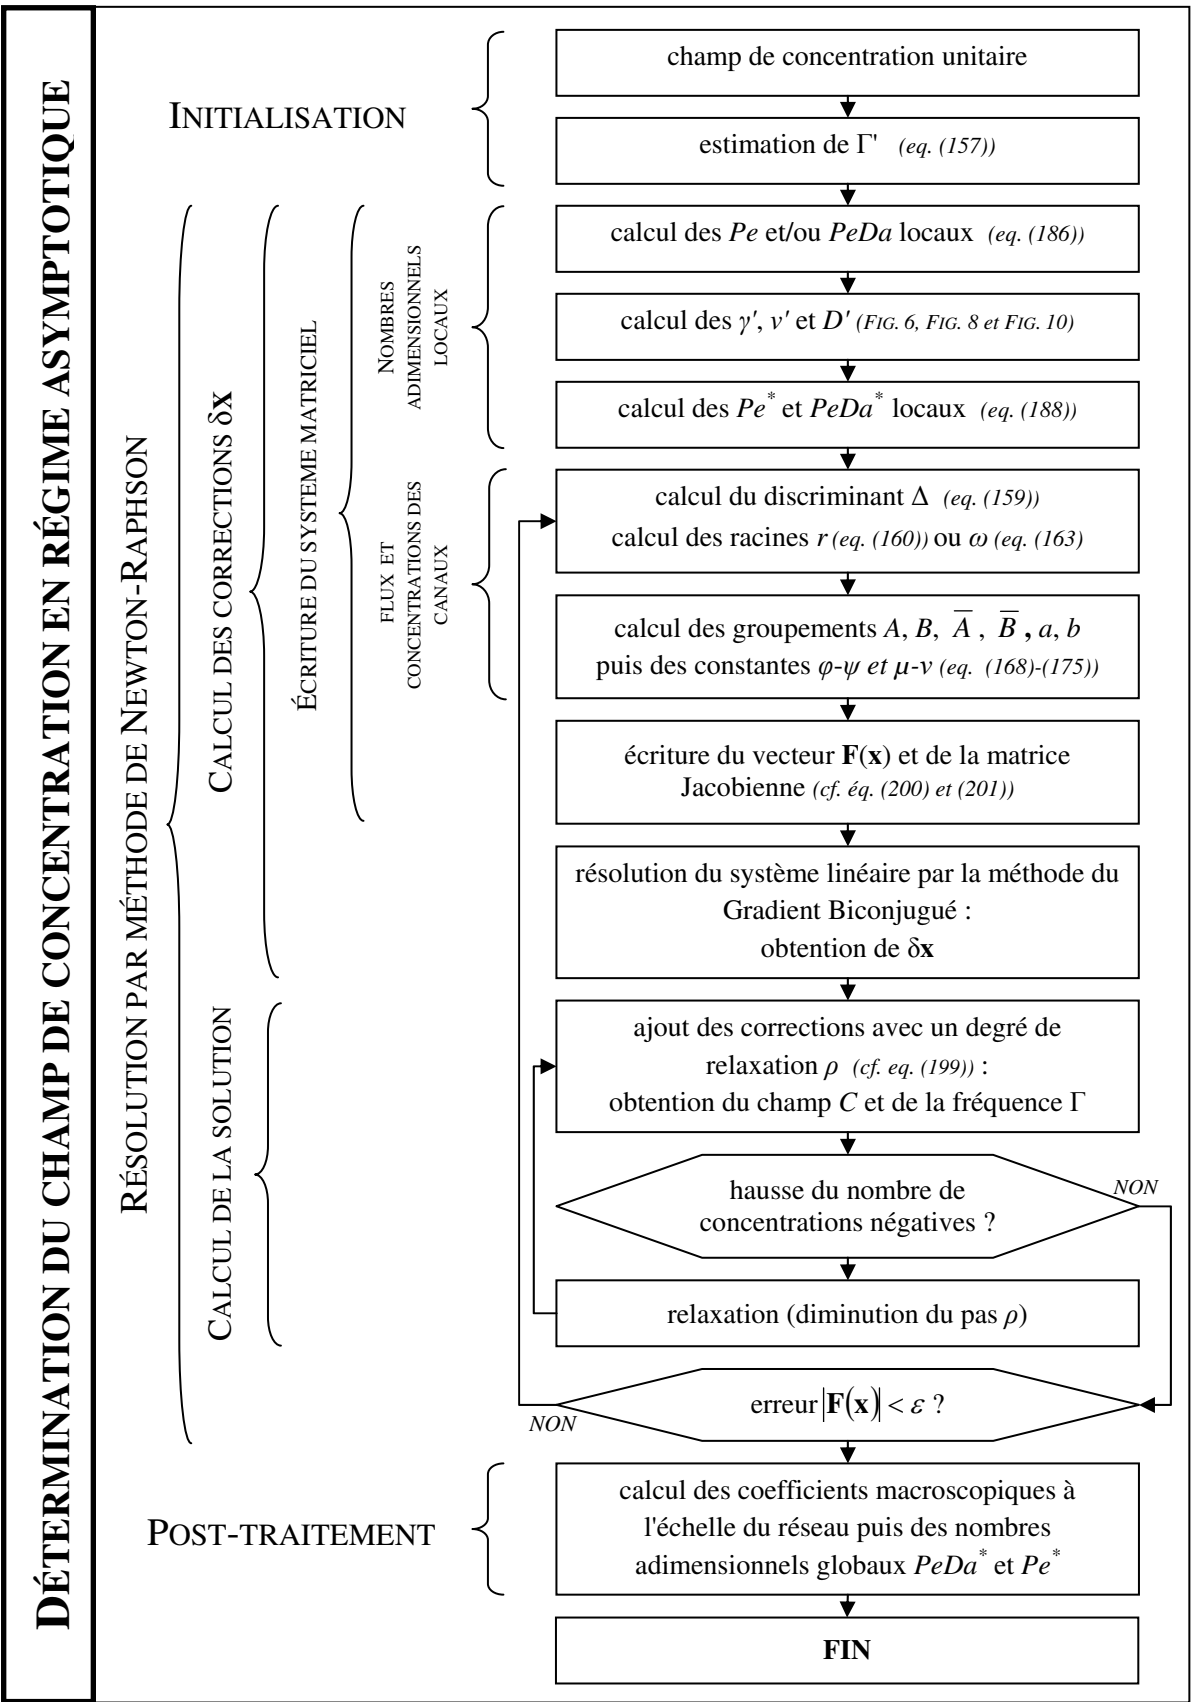 DÉTERMINATION DU CHAMP DE CONCENTRATION EN RÉGIME ASYMPTOTIQUE
INITIALISATION
champ de concentration unitaire
estimation de Γ' (eq. (157))
RÉSOLUTION PAR MÉTHODE DE NEWTON-RAPHSON
CALCUL DES CORRECTIONS δx
ÉCRITURE DU SYSTEME MATRICIEL
NOMBRES
ADIMENSIONNELS
LOCAUX
calcul des Pe et/ou PeDa locaux (eq. (186))
calcul des γ', v' et D' (FIG. 6, FIG. 8 et FIG. 10)
calcul des Pe* et PeDa* locaux (eq. (188))
FLUX ET
CONCENTRATIONS DES
CANAUX
calcul du discriminant Δ (eq. (159))
calcul des racines r (eq. (160)) ou ω (eq. (163)
calcul des groupements A, B, A̅ , B̅ , a, b
puis des constantes φ-ψ et μ-ν (eq. (168)-(175))
écriture du vecteur F(x) et de la matrice
Jacobienne (cf. éq. (200) et (201))
résolution du système linéaire par la méthode du
Gradient Biconjugué :
obtention de δx
CALCUL DE LA SOLUTION
ajout des corrections avec un degré de
relaxation ρ (cf. eq. (199)) :
obtention du champ C et de la fréquence Γ
hausse du nombre de
concentrations négatives ?
NON
relaxation (diminution du pas ρ)
erreur |F(x)| < ε ?
NON
POST-TRAITEMENT
calcul des coefficients macroscopiques à
l'échelle du réseau puis des nombres
adimensionnels globaux PeDa* et Pe*
FIN